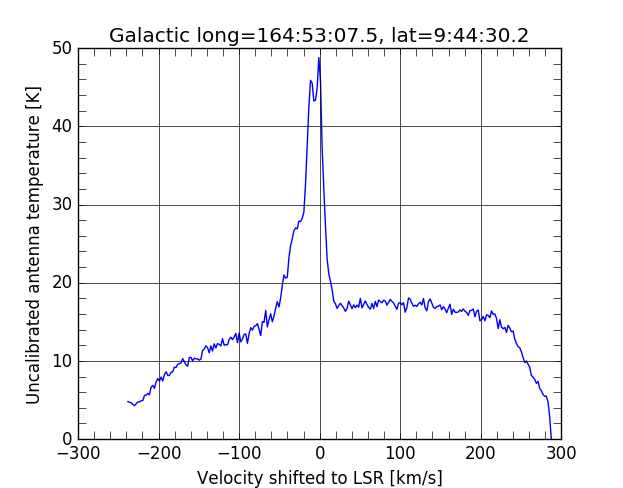 Galactic long=164:53:07.5, lat=9:44:30.2
Uncalibrated antenna temperature [K]
50
40
30
20
10
0
−300 −200 −100 0 100 200 300
Velocity shifted to LSR [km/s]